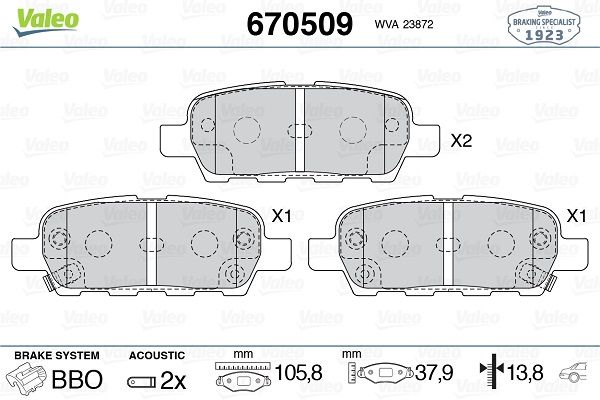 Valeo
670509 WVA 23872
Valeo
BRAKING SPECIALIST
SINCE
1923
X2
X1
X1
BRAKE SYSTEM
BBO
ACOUSTIC
2x
mm
105,8
mm
37,9
13,8